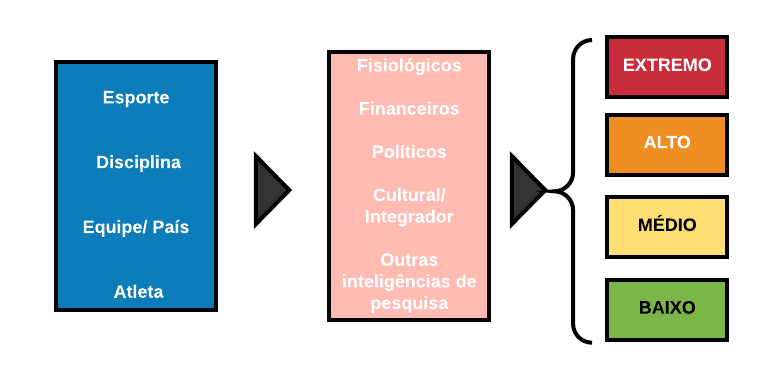 Esporte
Disciplina
Equipe/ País
Atleta
Fisiológicos
Financeiros
Políticos
Cultural/
Integrador
Outras
inteligências de
pesquisa
EXTREMO
ALTO
MÉDIO
BAIXO